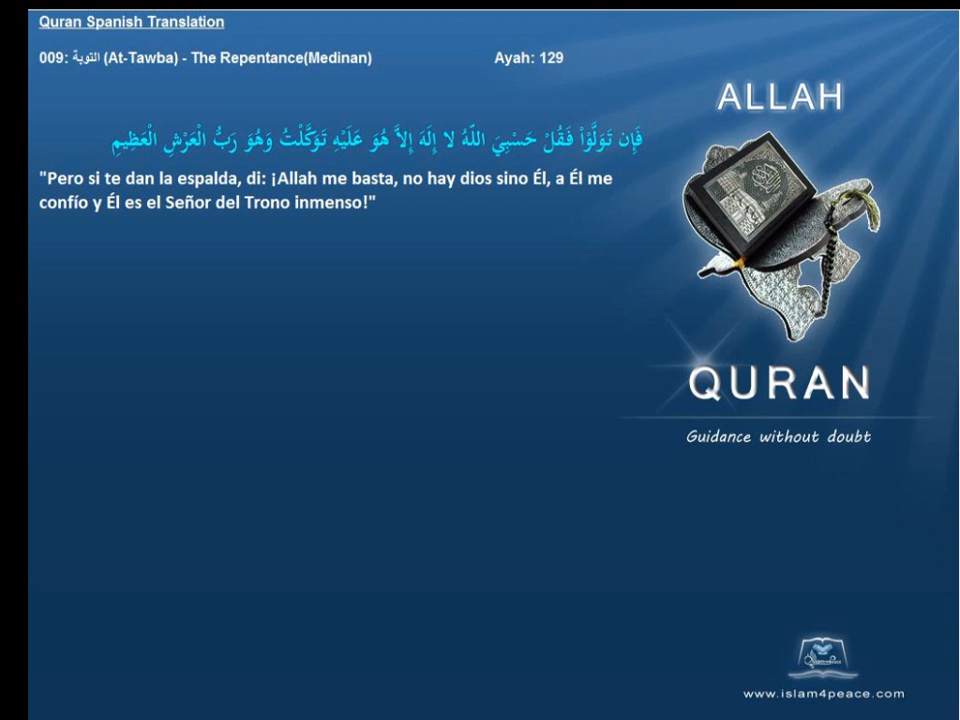 Quran Spanish Translation
009: التوبة (At-Tawba) - The Repentance(Medinan) Ayah: 129
ALLAH
فَإِن تَوَلَّوْاْ فَقُلْ حَسْبِيَ اللّهُ لا إِلَهَ إِلاَّ هُوَ عَلَيْهِ تَوَكَّلْتُ وَهُوَ رَبُّ الْعَرْشِ الْعَظِيمِ
"Pero si te dan la espalda, di: ¡Allah me basta, no hay dios sino Él, a Él me
confío y Él es el Señor del Trono inmenso!"
QURAN
Guidance without doubt
www.islam4peace.com